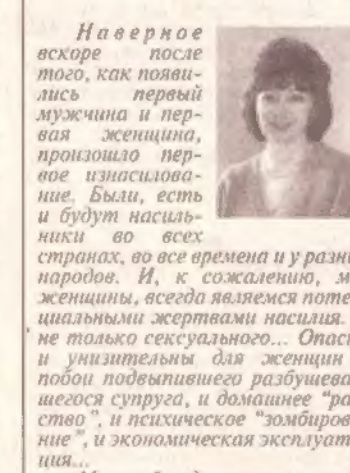 Наверное
вскоре после
того, как появи-
лись первый
мужчина и пер-
вая женщина,
произошло пер-
вое изнасилова-
ние. Были, есть
и будут насиль-
ники во всех
странах, во все времена и у разн
народов. И, к сожалению, м
женщины, всегда являемся поте
циальными жертвами насилия.
не только сексуального... Опас
и унизительны для женщин
побои подвыпившего разбушева
шегося супруга, и домашнее "ра
ство", и психическое "зомбиров
ние", и экономическая эксплуат
ция...